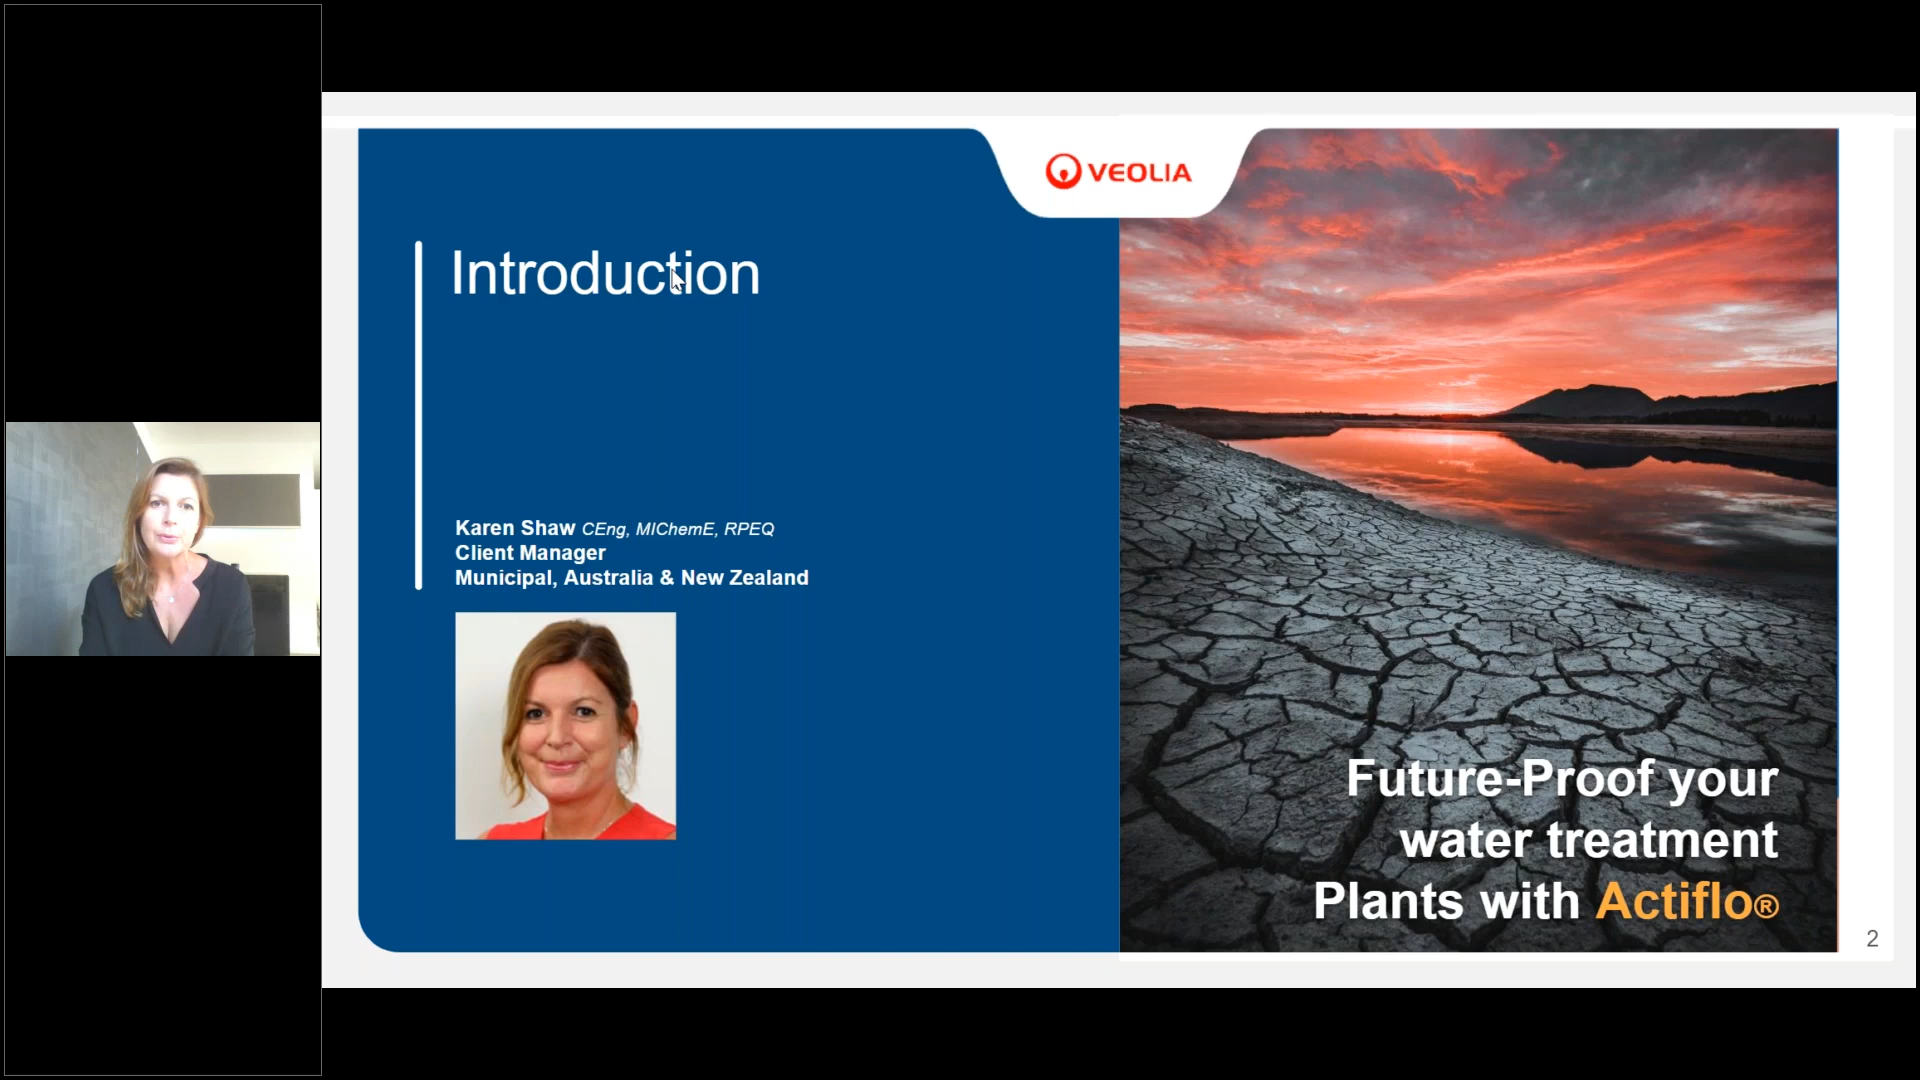 VEOLIA
Introduction
Karen Shaw CEng, MIChemE, RPEQ
Client Manager
Municipal, Australia & New Zealand
Future-Proof your
water treatment
Plants with Actiflo®
2